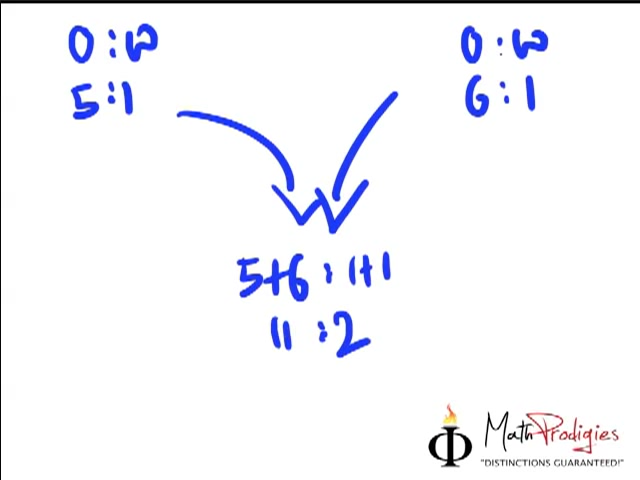 O : W
5 : 1
O : W
6 : 1
5+6 : 1+1
11 : 2
Math Prodigies
"DISTINCTIONS GUARANTEED!"